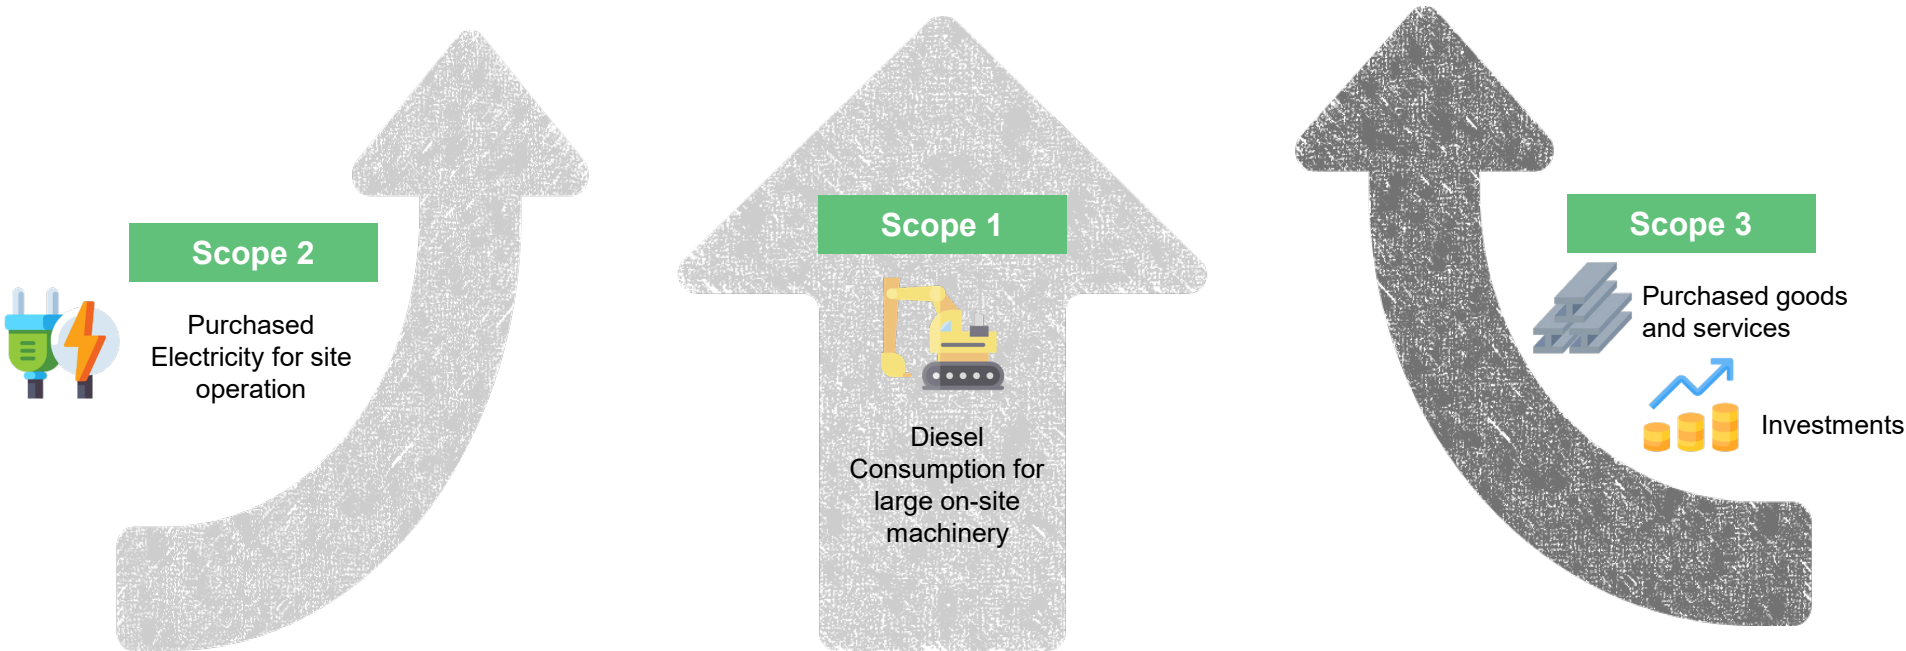 Scope 2
Purchased
Electricity for site
operation
Scope 1
Diesel
Consumption for
large on-site
machinery
Scope 3
Purchased goods
and services
Investments